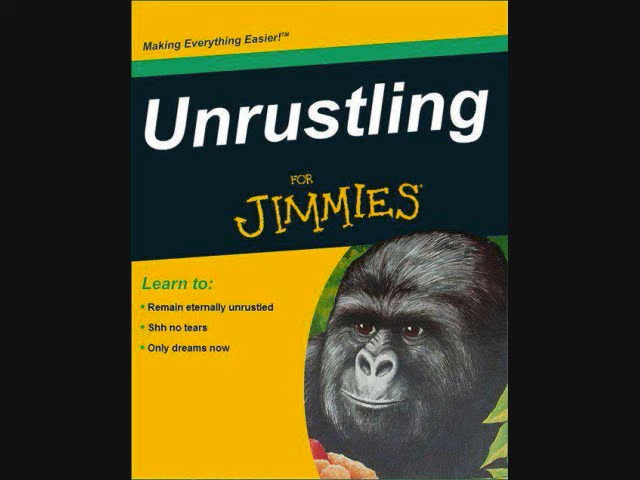 Making Everything Easier!™
Unrustling
FOR
JIMMIES®
Learn to:
• Remain eternally unrustled
• Shh no tears
• Only dreams now